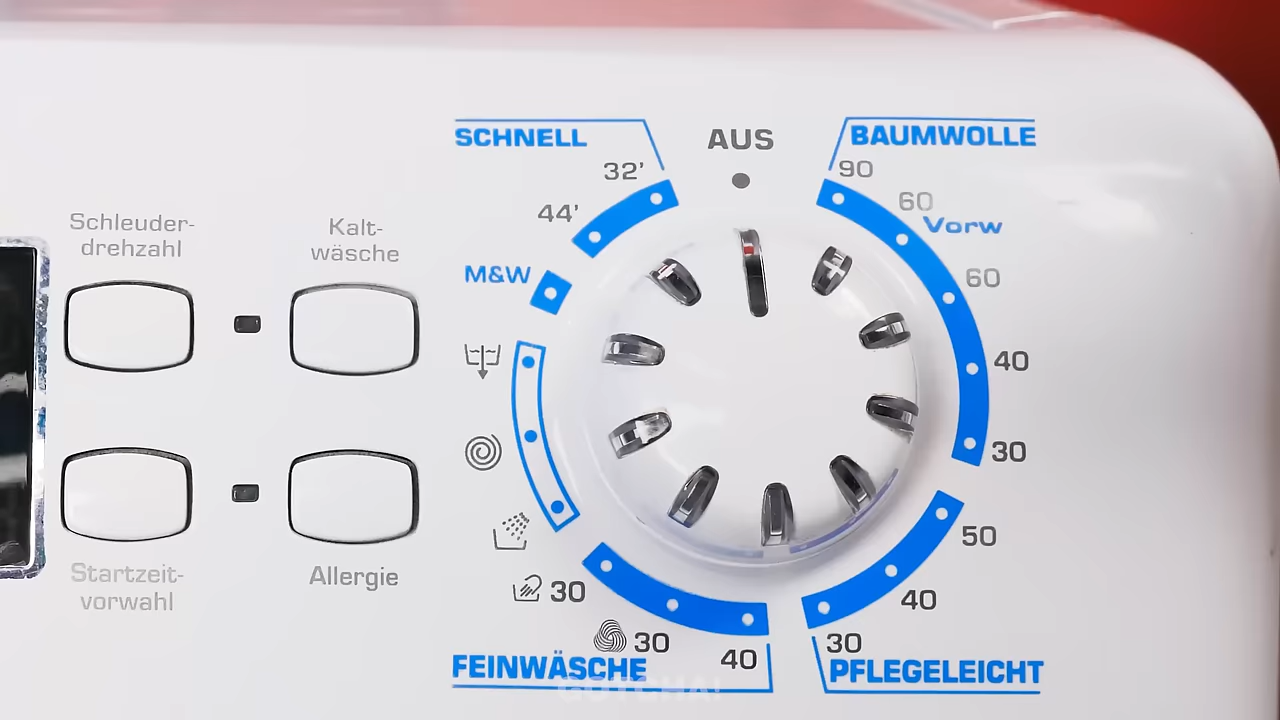 SCHNELL
AUS
BAUMWOLLE
32'
90
44'
60
Vorw
M&W
60
40
30
50
40
30
PFLEGELEICHT
30
30
40
FEINWÄSCHE
Schleuder-
drehzahl
Kalt-
wäsche
Startzeit-
vorwahl
Allergie
GOTCHA!